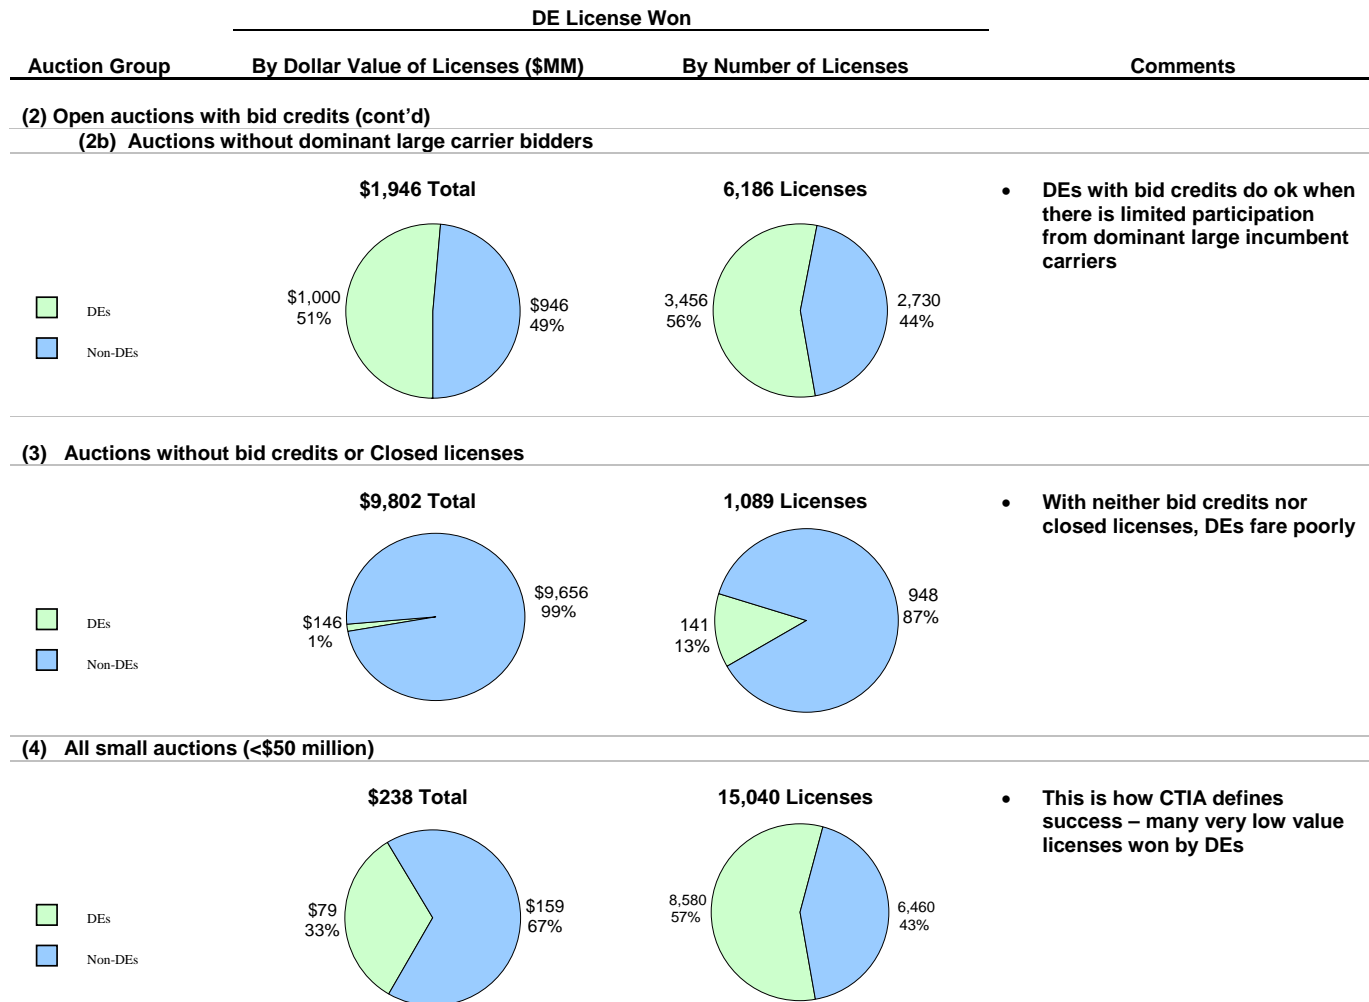 DE License Won
Auction Group By Dollar Value of Licenses ($MM) By Number of Licenses Comments
(2) Open auctions with bid credits (cont’d)
(2b) Auctions without dominant large carrier bidders
$1,946 Total 6,186 Licenses
• DEs with bid credits do ok when
there is limited participation
from dominant large incumbent
carriers
DEs
Non-DEs
$1,000
51%
$946
49%
3,456
56%
2,730
44%
(3) Auctions without bid credits or Closed licenses
$9,802 Total 1,089 Licenses
• With neither bid credits nor
closed licenses, DEs fare poorly
DEs
Non-DEs
$146
1%
$9,656
99%
141
13%
948
87%
(4) All small auctions (<$50 million)
$238 Total 15,040 Licenses
• This is how CTIA defines
success – many very low value
licenses won by DEs
DEs
Non-DEs
$79
33%
$159
67%
8,580
57%
6,460
43%